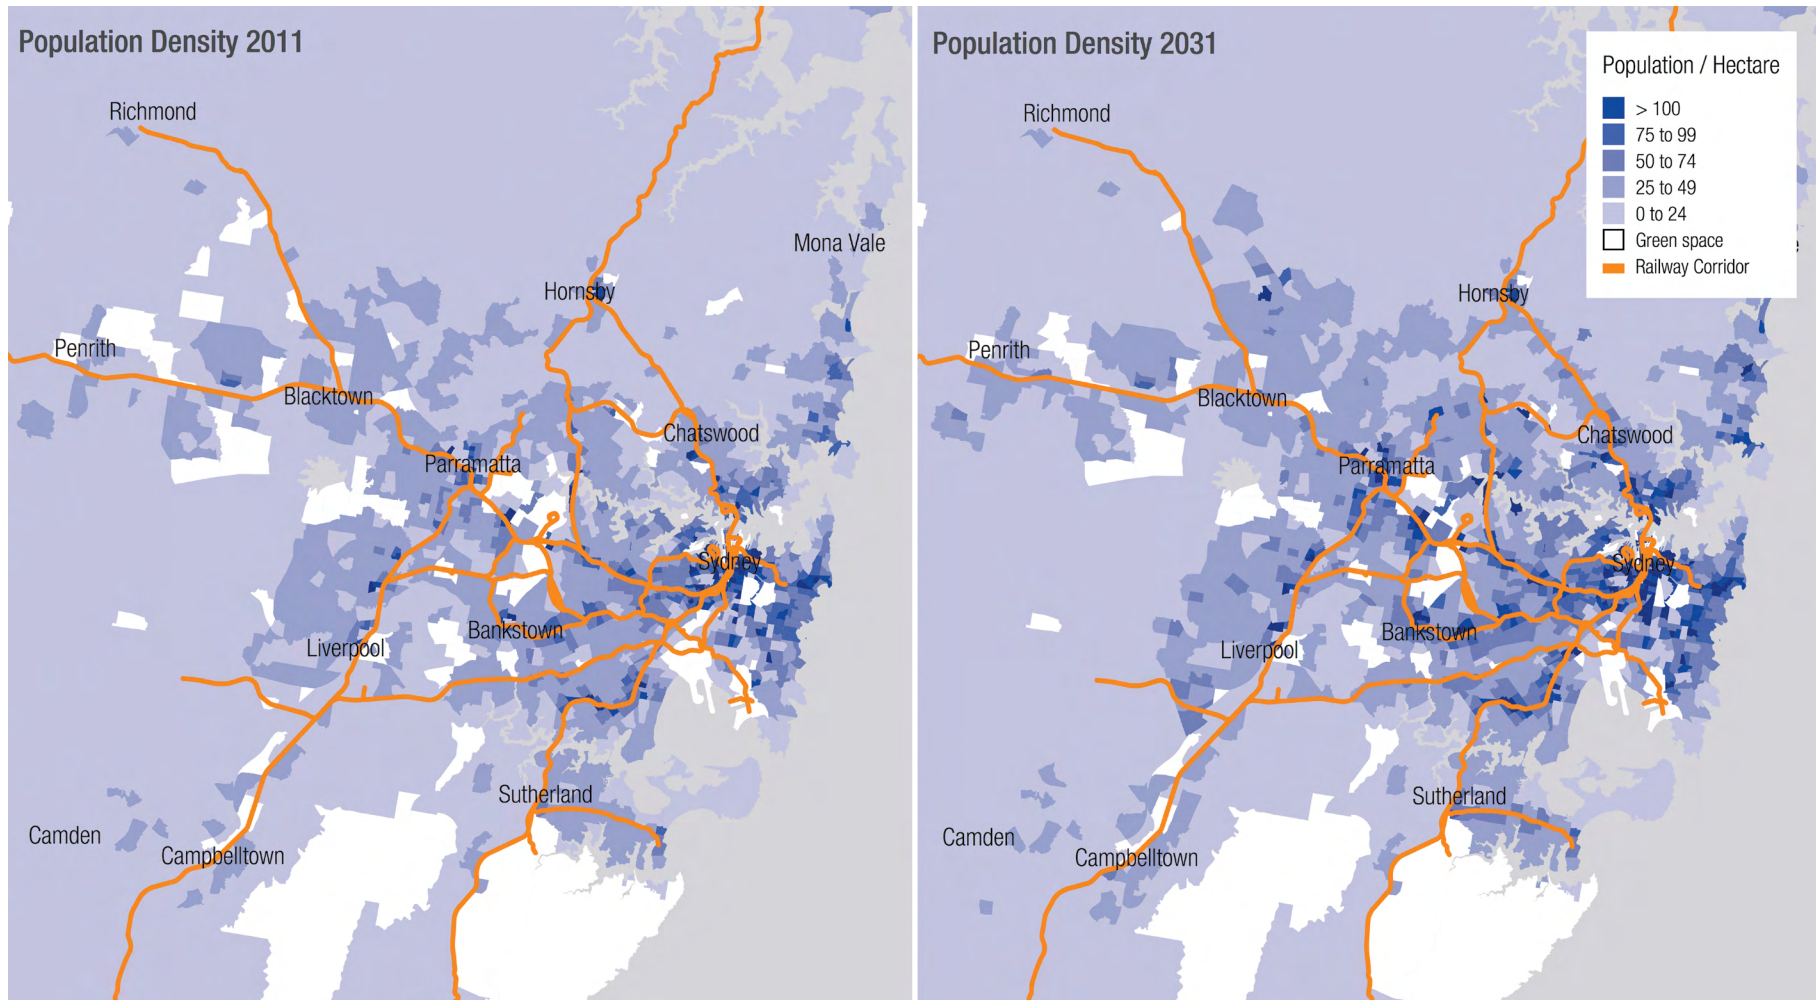 Population Density 2011
Richmond
Mona Vale
Hornsby
Penrith
Blacktown
Chatswood
Parramatta
Sydney
Bankstown
Liverpool
Sutherland
Camden
Campbelltown
Population Density 2031
Population / Hectare
> 100
75 to 99
50 to 74
25 to 49
0 to 24
Green space
Railway Corridor
Richmond
Hornsby
Penrith
Blacktown
Chatswood
Parramatta
Sydney
Bankstown
Liverpool
Sutherland
Camden
Campbelltown